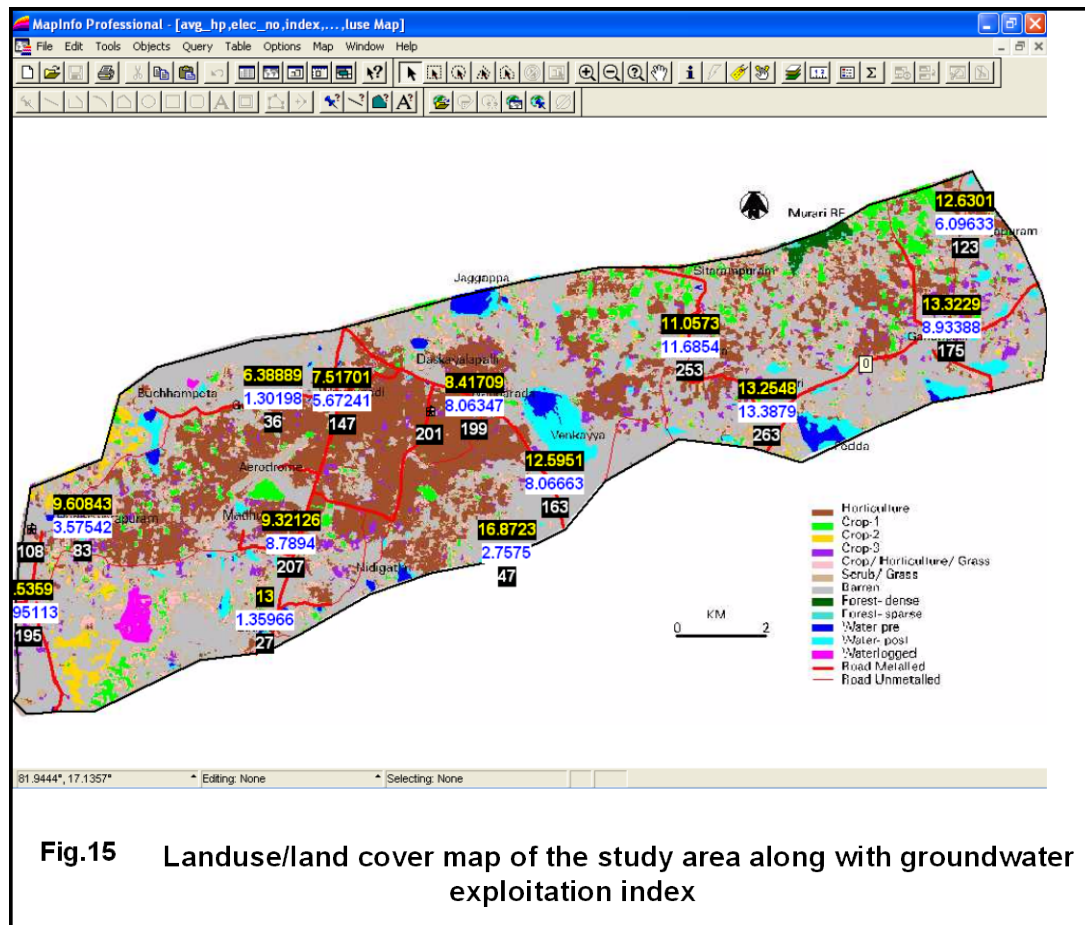 MapInfo Professional - [avg_hp,elec_no,index,...,luse Map]
File Edit Tools Objects Query Table Options Map Window Help
Murari RF
12.6301
6.09633
123
Jaggappa
Sitarampuram
13.3229
8.93388
175
11.0573
11.6854
253
0
Daskayalapalli
6.38889
1.30198
36
7.51701
5.67241
147
8.41709
8.06347
199
201
13.2548
13.3879
263
Buchhampeta
Venkayya
Pedda
Aerodrome
12.5951
8.06663
163
9.60843
3.57542
83
108
9.32126
8.7894
207
16.8723
2.7575
47
Nidigatla
.5359
95113
195
13
1.35966
27
KM
0 2
Horticulture
Crop-1
Crop-2
Crop-3
Crop/ Horticulture/ Grass
Scrub/ Grass
Barren
Forest- dense
Forest- sparse
Water pre
Water- post
Waterlogged
Road Metalled
Road Unmetalled
81.9444°, 17.1357° Editing: None Selecting: None
Fig.15 Landuse/land cover map of the study area along with groundwater
exploitation index